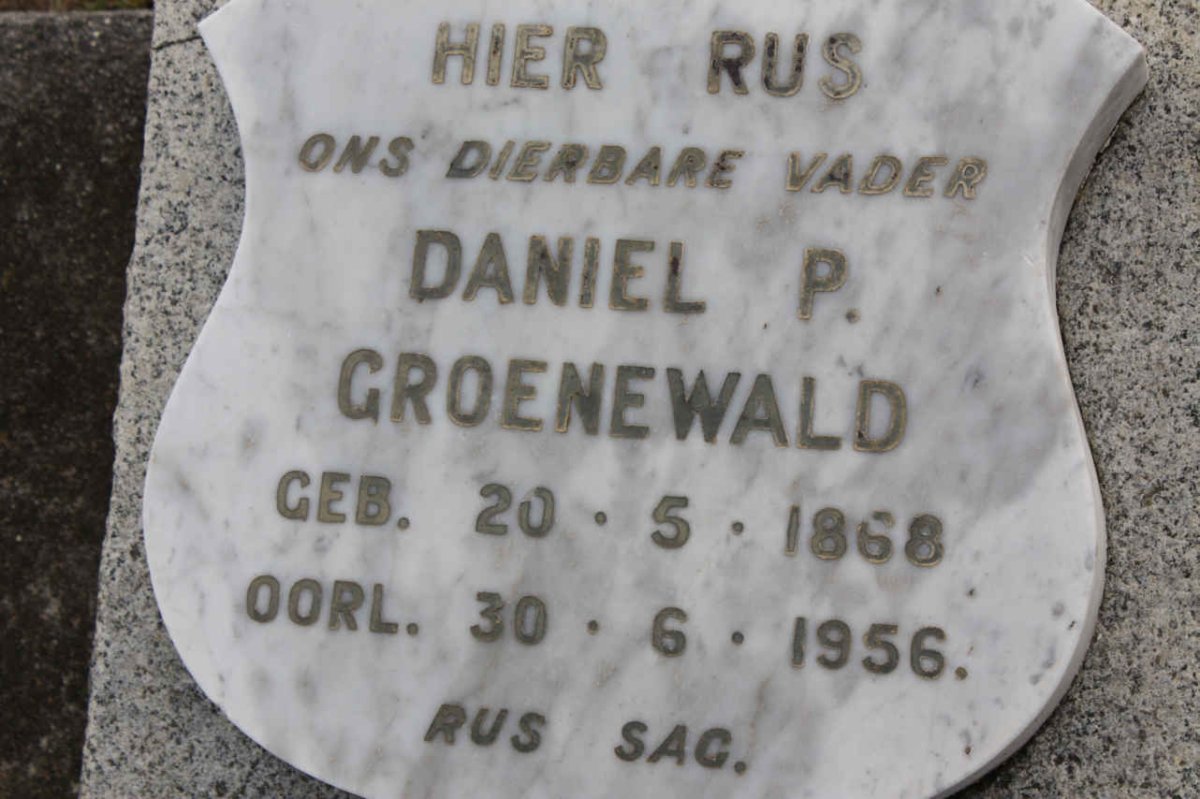 HIER RUS
ONS DIERBARE VADER
DANIEL P.
GROENEWALD
GEB. 20 · 5 · 1868
OORL. 30 · 6 · 1956.
RUS SAG.